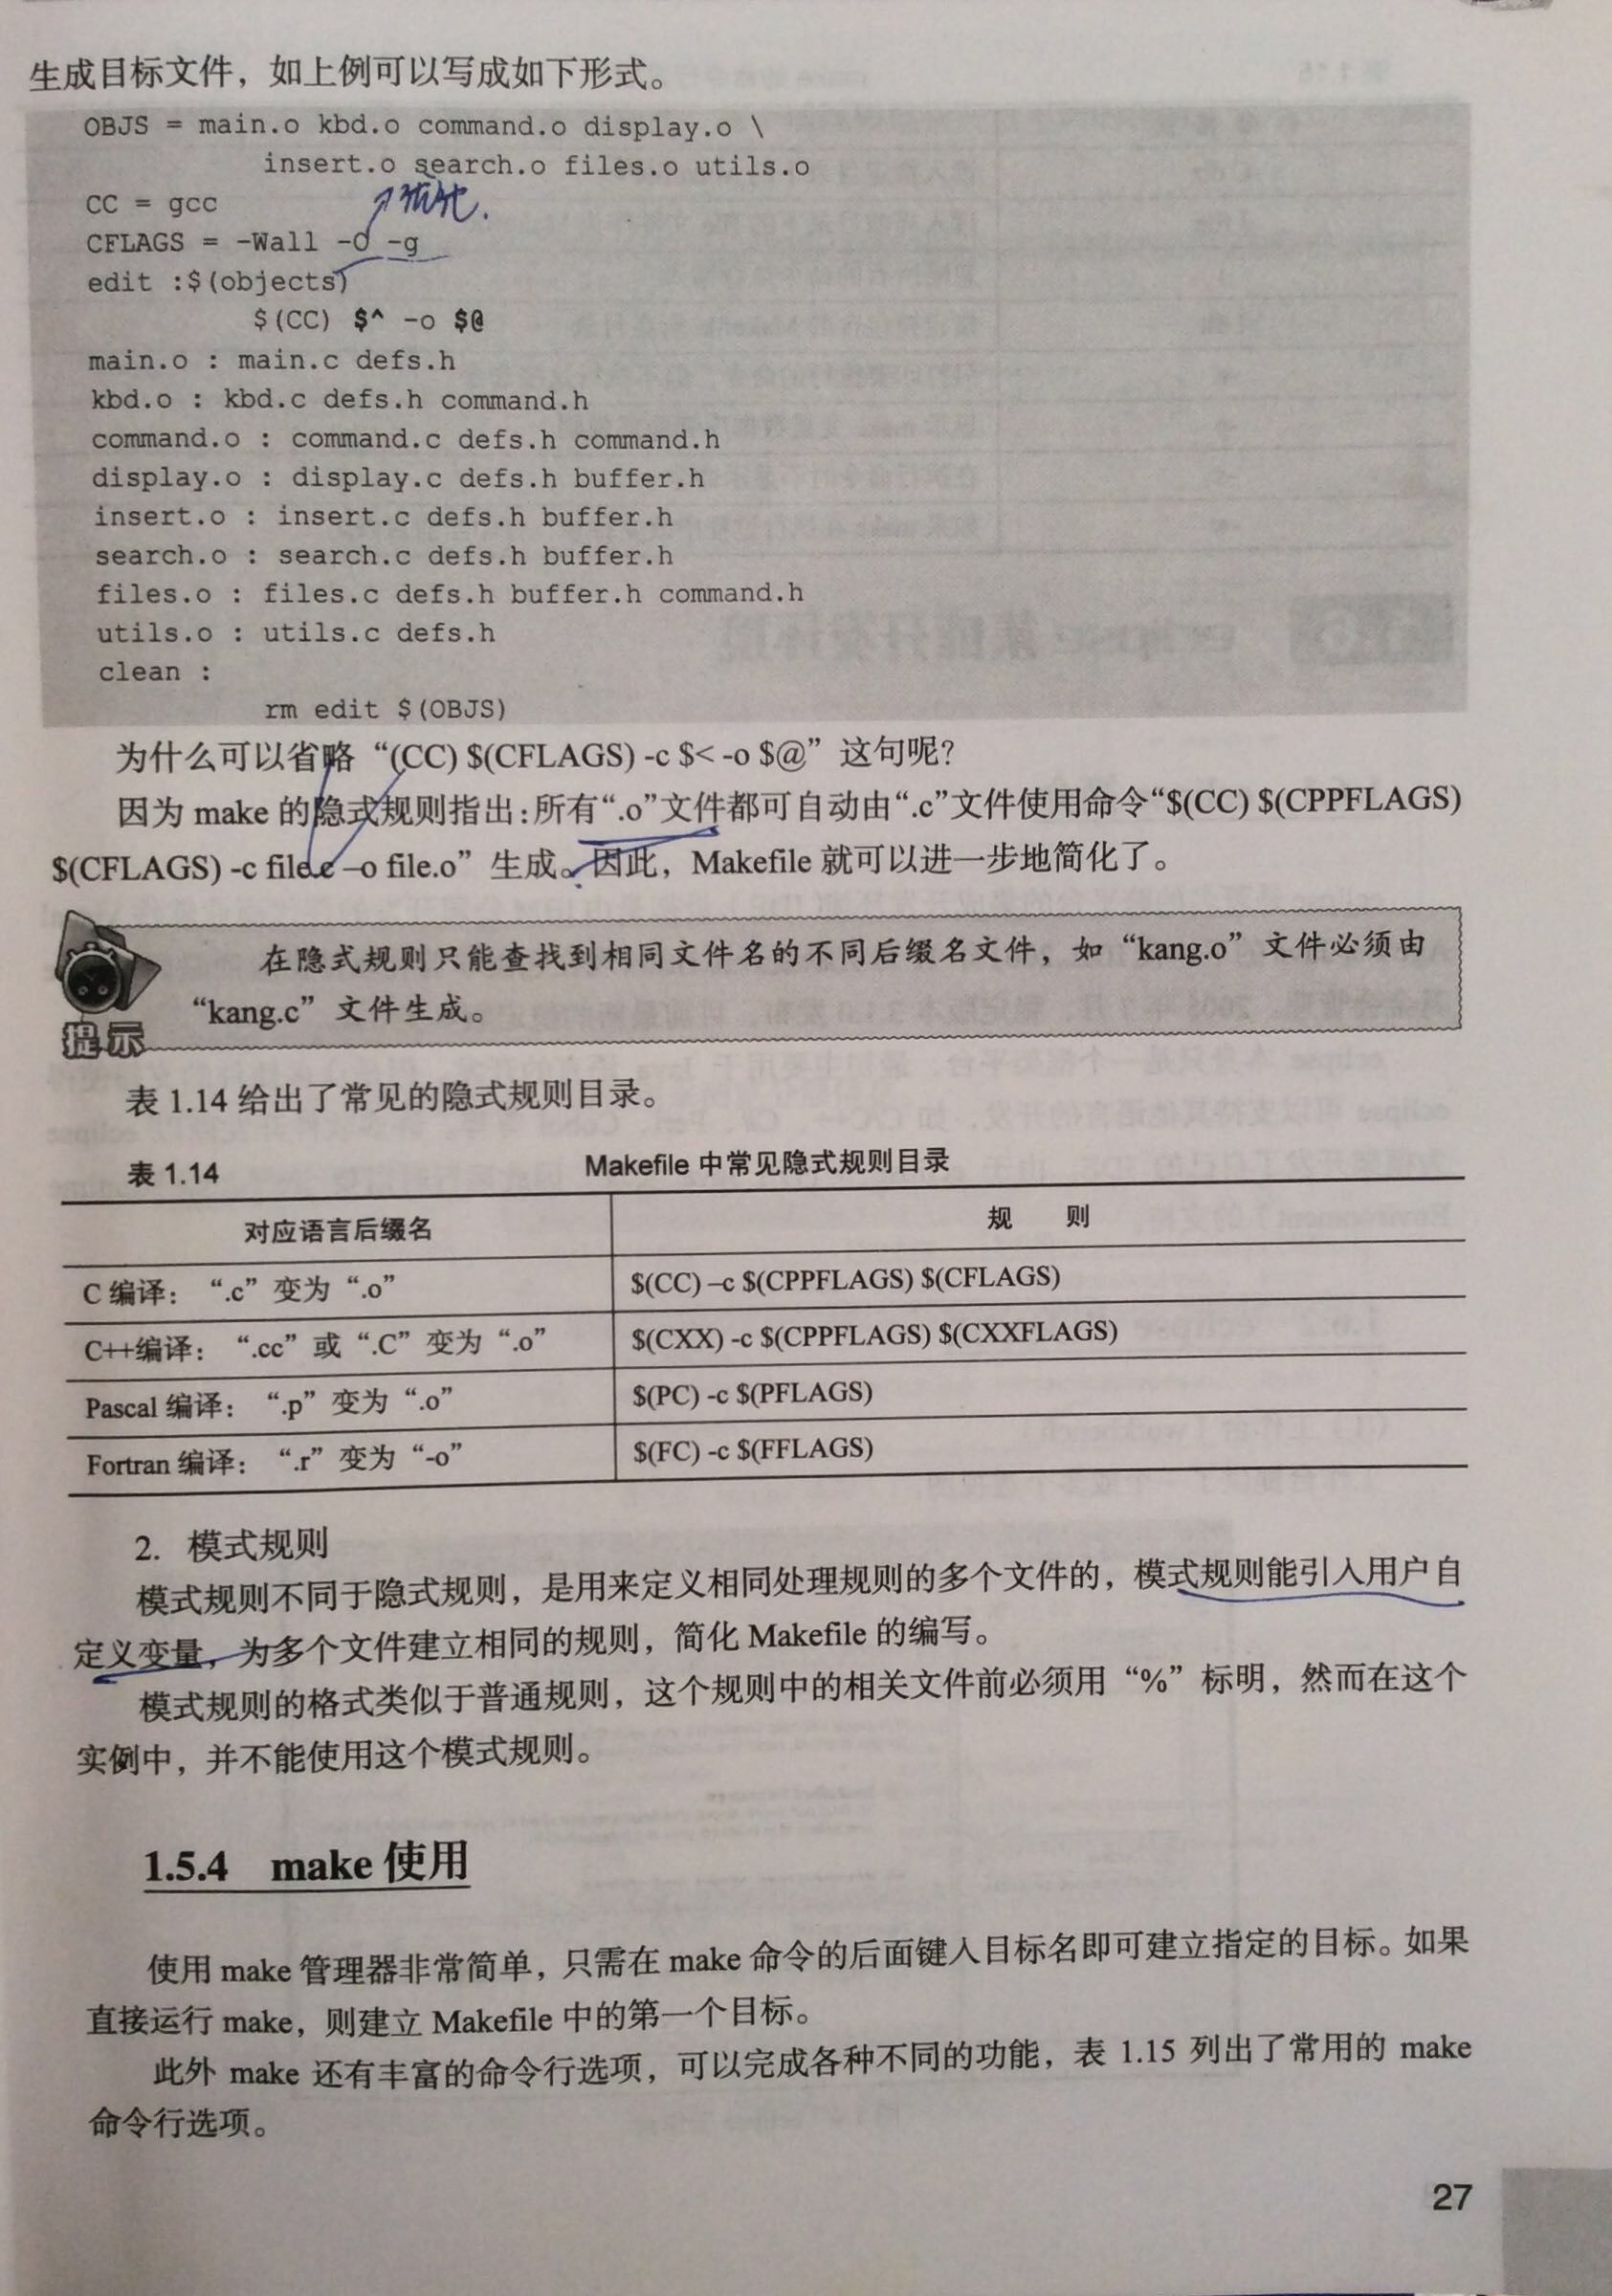 生成目标文件，如上例可以写成如下形式。
OBJS = main.o kbd.o command.o display.o \
insert.o search.o files.o utils.o
CC = gcc
CFLAGS = -Wall -O -g
edit :$(objects)
$(CC) $^ -o $@
main.o : main.c defs.h
kbd.o : kbd.c defs.h command.h
command.o : command.c defs.h command.h
display.o : display.c defs.h buffer.h
insert.o : insert.c defs.h buffer.h
search.o : search.c defs.h buffer.h
files.o : files.c defs.h buffer.h command.h
utils.o : utils.c defs.h
clean :
rm edit $(OBJS)
为什么可以省略“(CC) $(CFLAGS) -c $< -o $@”这句呢？
因为 make 的隐式规则指出：所有“.o”文件都可自动由“.c”文件使用命令“$(CC) $(CPPFLAGS)
$(CFLAGS) -c file.c –o file.o”生成。因此，Makefile 就可以进一步地简化了。
在隐式规则只能查找到相同文件名的不同后缀名文件，如“kang.o”文件必须由
“kang.c”文件生成。
提示
表 1.14 给出了常见的隐式规则目录。
表 1.14 Makefile 中常见隐式规则目录
对应语言后缀名 规 则
C 编译：“.c”变为“.o” $(CC) –c $(CPPFLAGS) $(CFLAGS)
C++编译：“.cc”或“.C”变为“.o” $(CXX) -c $(CPPFLAGS) $(CXXFLAGS)
Pascal 编译：“.p”变为“.o” $(PC) -c $(PFLAGS)
Fortran 编译：“.r”变为“-o” $(FC) -c $(FFLAGS)
2. 模式规则
模式规则不同于隐式规则，是用来定义相同处理规则的多个文件的，模式规则能引入用户自
定义变量，为多个文件建立相同的规则，简化 Makefile 的编写。
模式规则的格式类似于普通规则，这个规则中的相关文件前必须用“%”标明，然而在这个
实例中，并不能使用这个模式规则。
1.5.4 make 使用
使用 make 管理器非常简单，只需在 make 命令的后面键入目标名即可建立指定的目标。如果
直接运行 make，则建立 Makefile 中的第一个目标。
此外 make 还有丰富的命令行选项，可以完成各种不同的功能，表 1.15 列出了常用的 make
命令行选项。
27